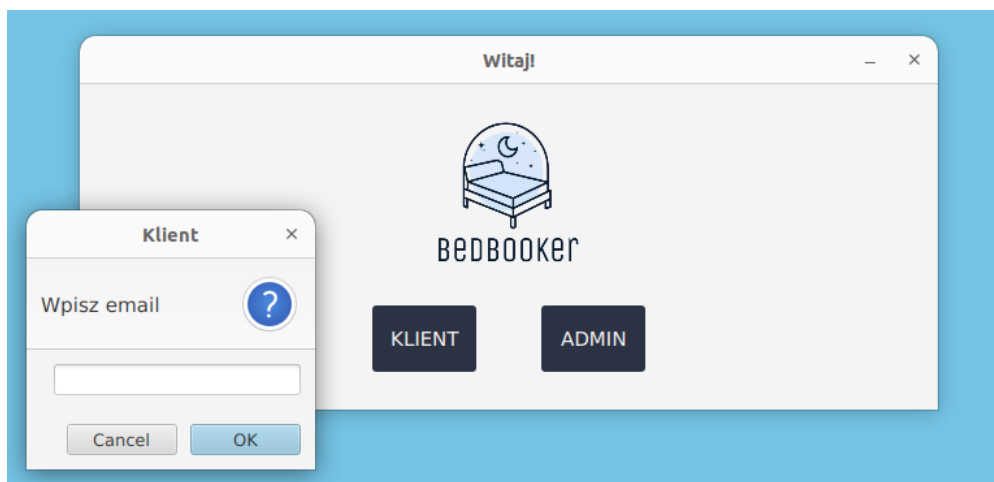 Witaj!
BEDBOOKER
KLIENT
ADMIN
Klient
Wpisz email
?
Cancel
OK